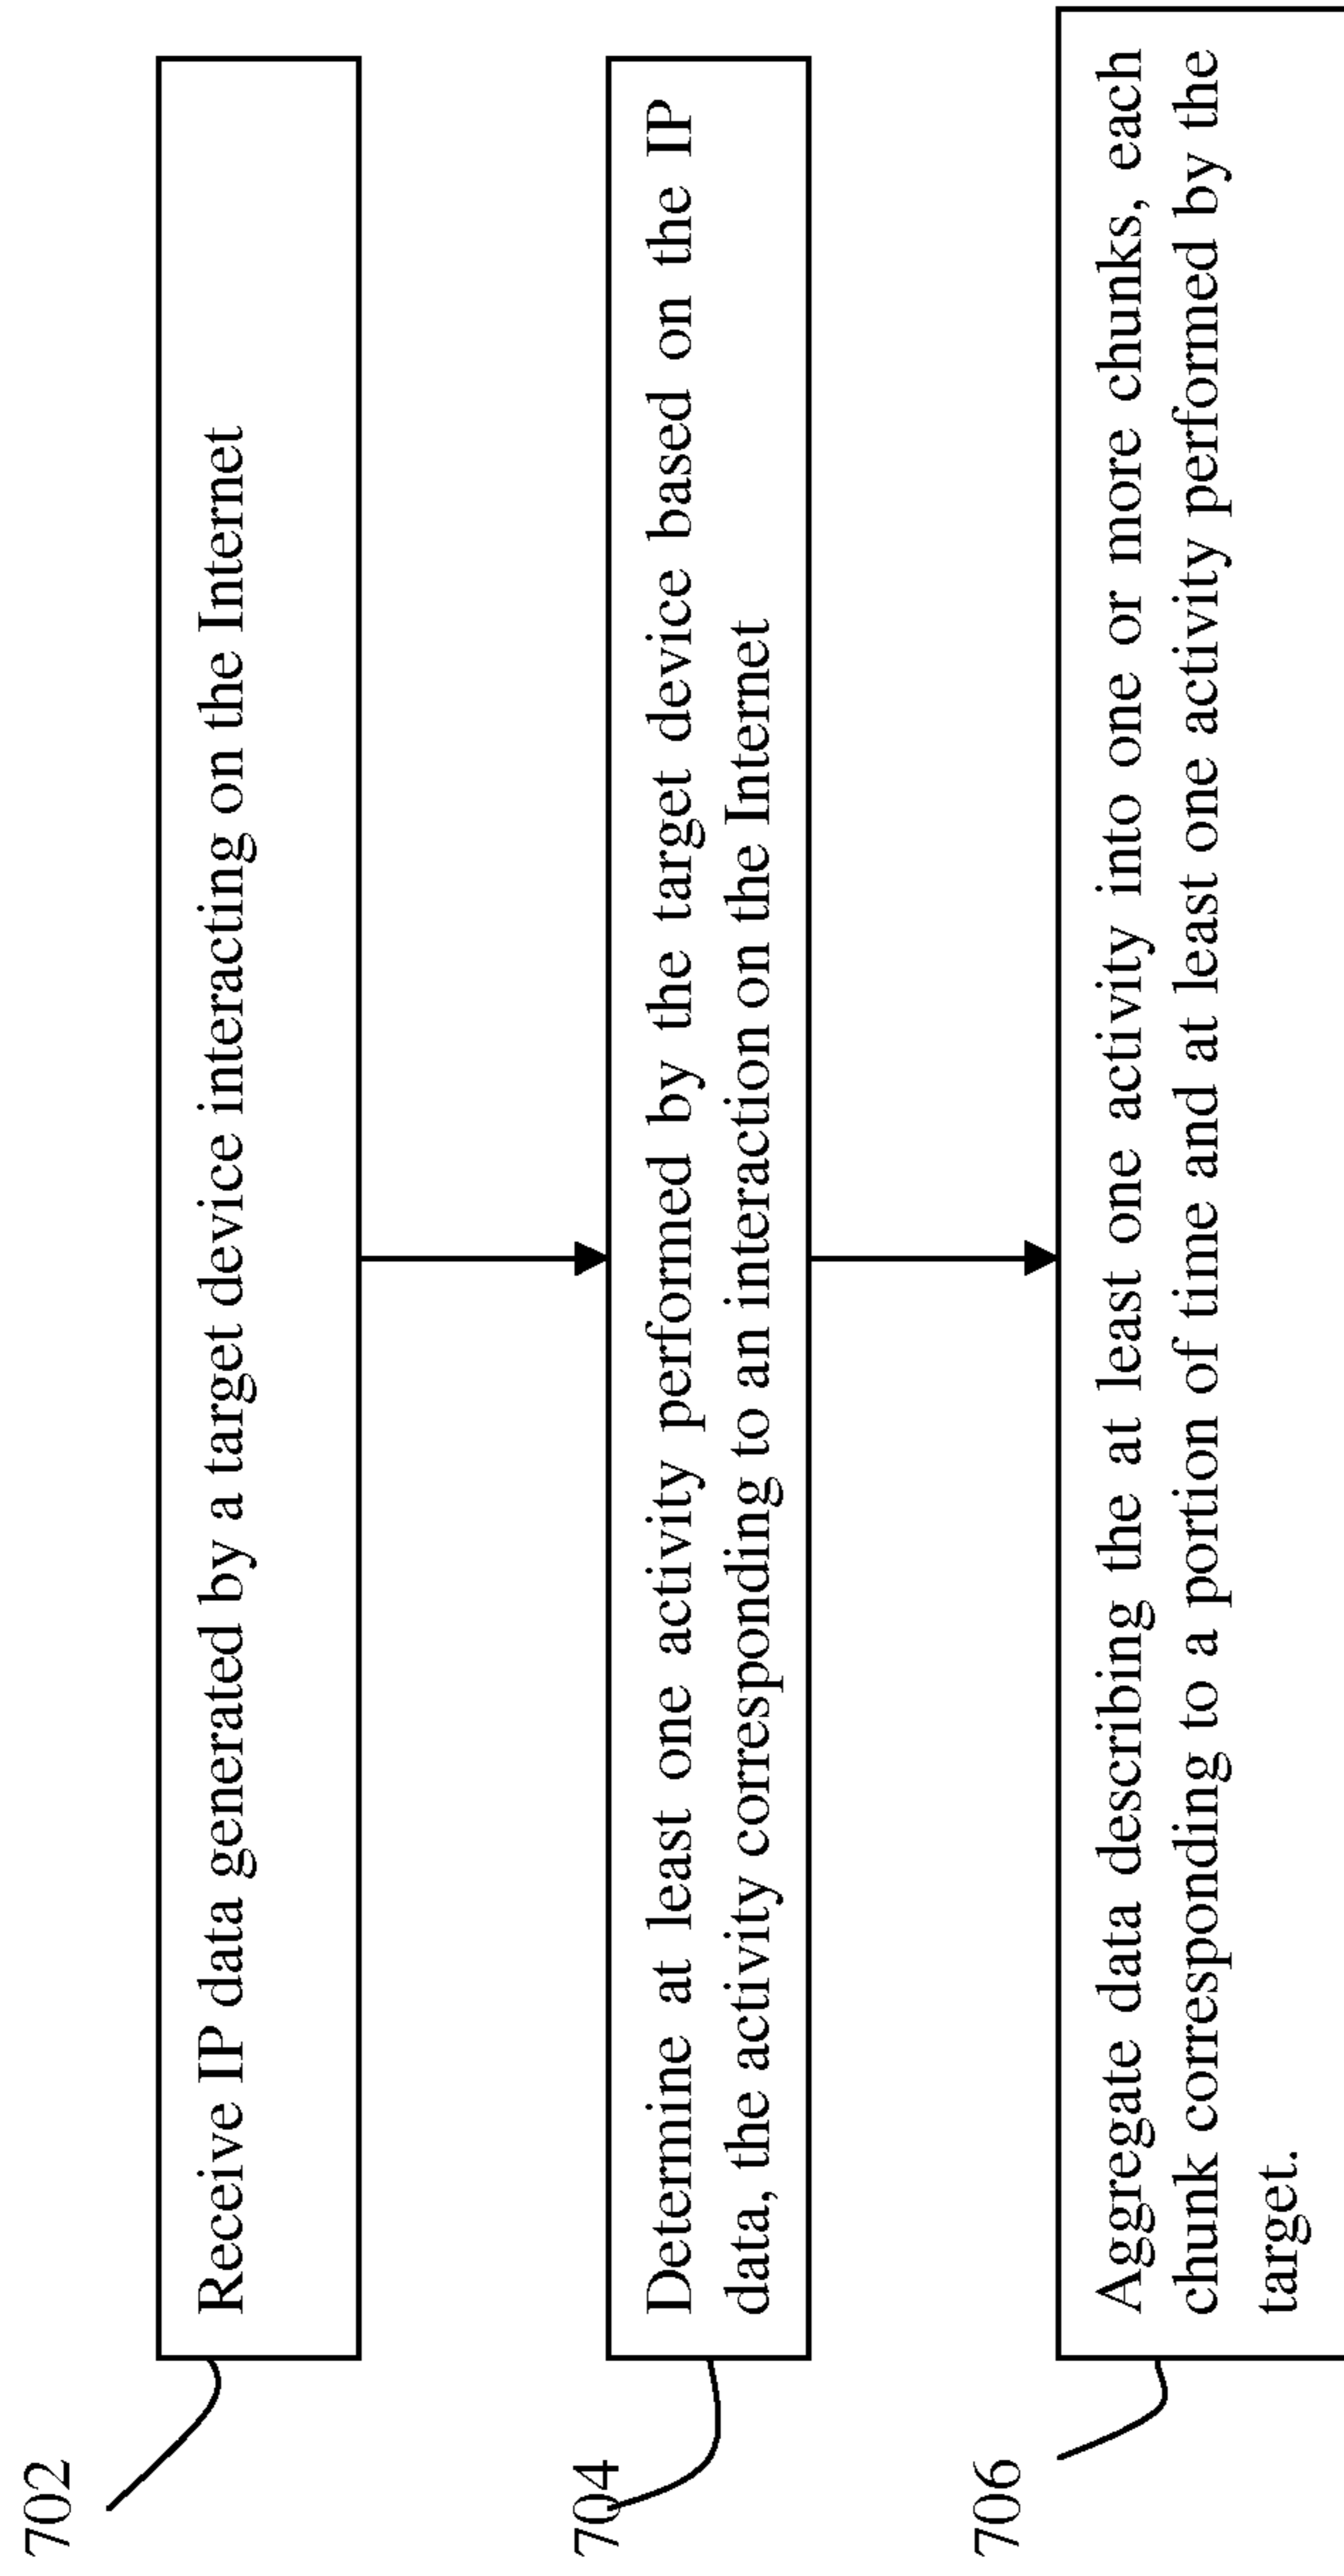 702
Receive IP data generated by a target device interacting on the Internet
704
Determine at least one activity performed by the target device based on the IP
data, the activity corresponding to an interaction on the Internet
706
Aggregate data describing the at least one activity into one or more chunks, each
chunk corresponding to a portion of time and at least one activity performed by the
target.